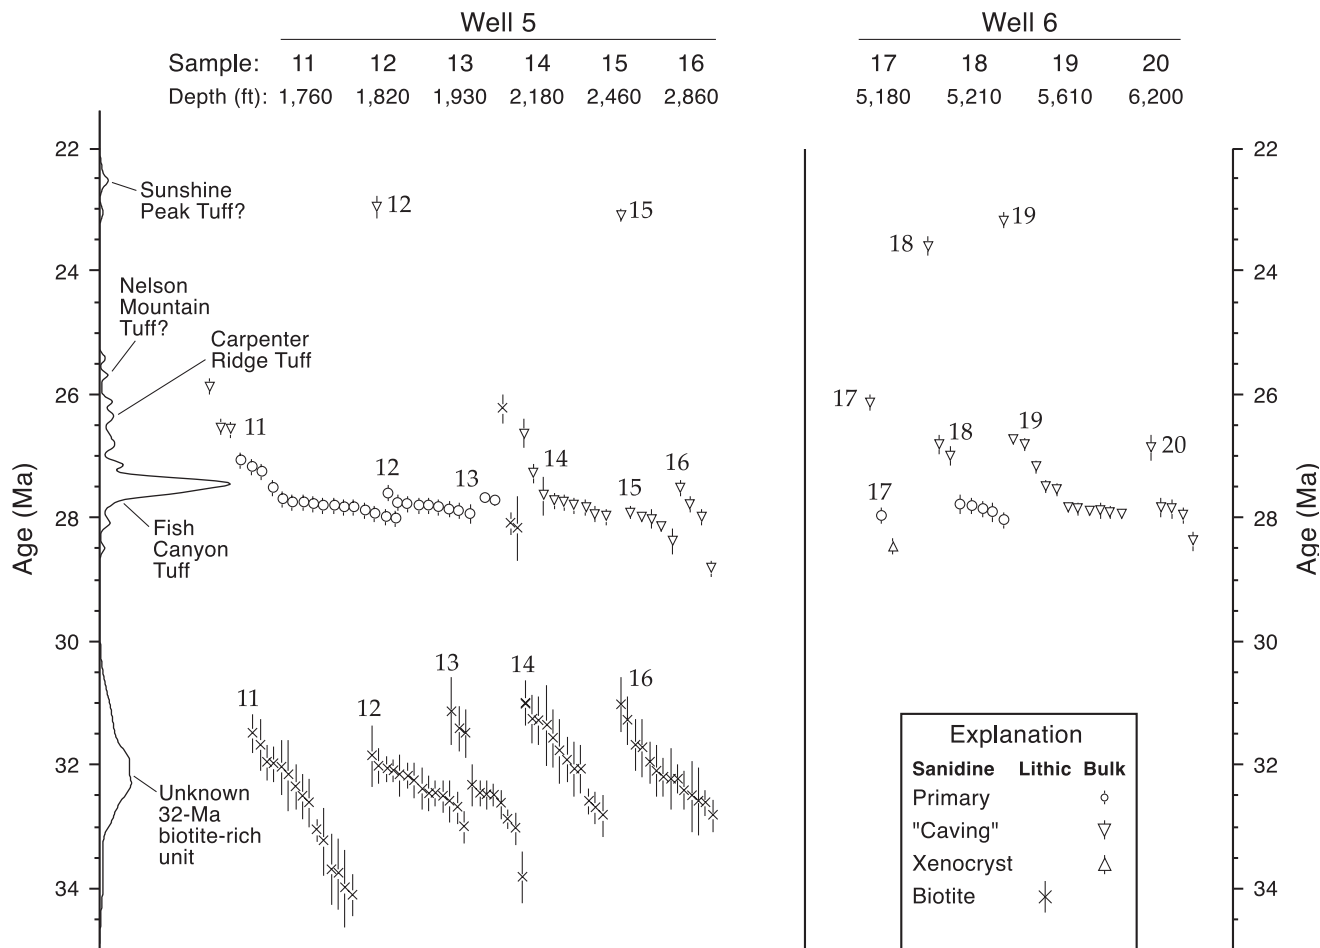 Well 5
Well 6
Sample: 11 12 13 14 15 16
17 18 19 20
Depth (ft): 1,760 1,820 1,930 2,180 2,460 2,860
5,180 5,210 5,610 6,200
Age (Ma)
22
24
26
28
30
32
34
Sunshine
Peak Tuff?
Nelson
Mountain
Tuff?
Carpenter
Ridge Tuff
Fish
Canyon
Tuff
Unknown
32-Ma
biotite-rich
unit
12
15
11
12
13
14
15
16
11
12
13
14
16
18
19
17
18
19
20
17
Explanation
Sanidine Lithic Bulk
Primary
"Caving"
Xenocryst
Biotite
22
24
26
28
30
32
34
Age (Ma)